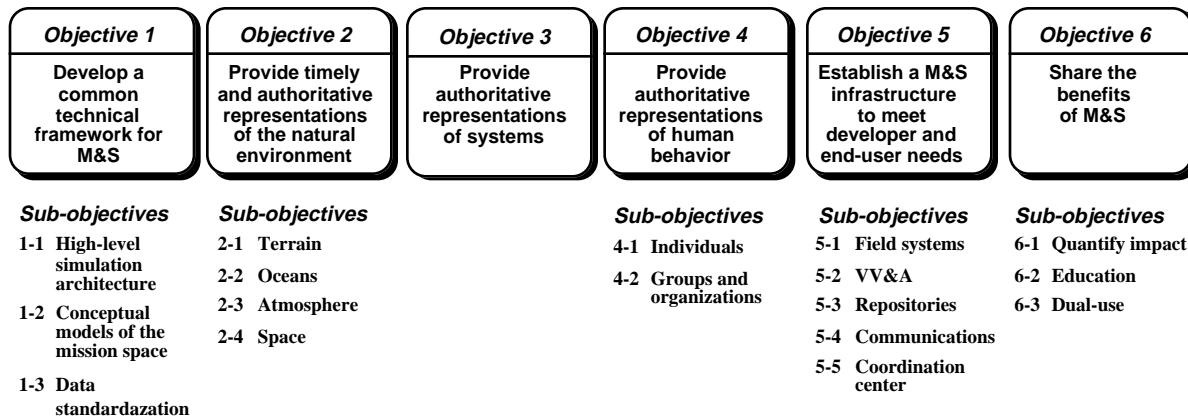 Objective 1
Develop a
common
technical
framework for
M&S
Objective 2
Provide timely
and authoritative
representations
of the natural
environment
Objective 3
Provide
authoritative
representations
of systems
Objective 4
Provide
authoritative
representations
of human
behavior
Objective 5
Establish a M&S
infrastructure
to meet
developer and
end-user needs
Objective 6
Share the
benefits
of M&S
Sub-objectives
1-1 High-level
simulation
architecture
1-2 Conceptual
models of the
mission space
1-3 Data
standardazation
Sub-objectives
2-1 Terrain
2-2 Oceans
2-3 Atmosphere
2-4 Space
Sub-objectives
4-1 Individuals
4-2 Groups and
organizations
Sub-objectives
5-1 Field systems
5-2 VV&A
5-3 Repositories
5-4 Communications
5-5 Coordination
center
Sub-objectives
6-1 Quantify impact
6-2 Education
6-3 Dual-use